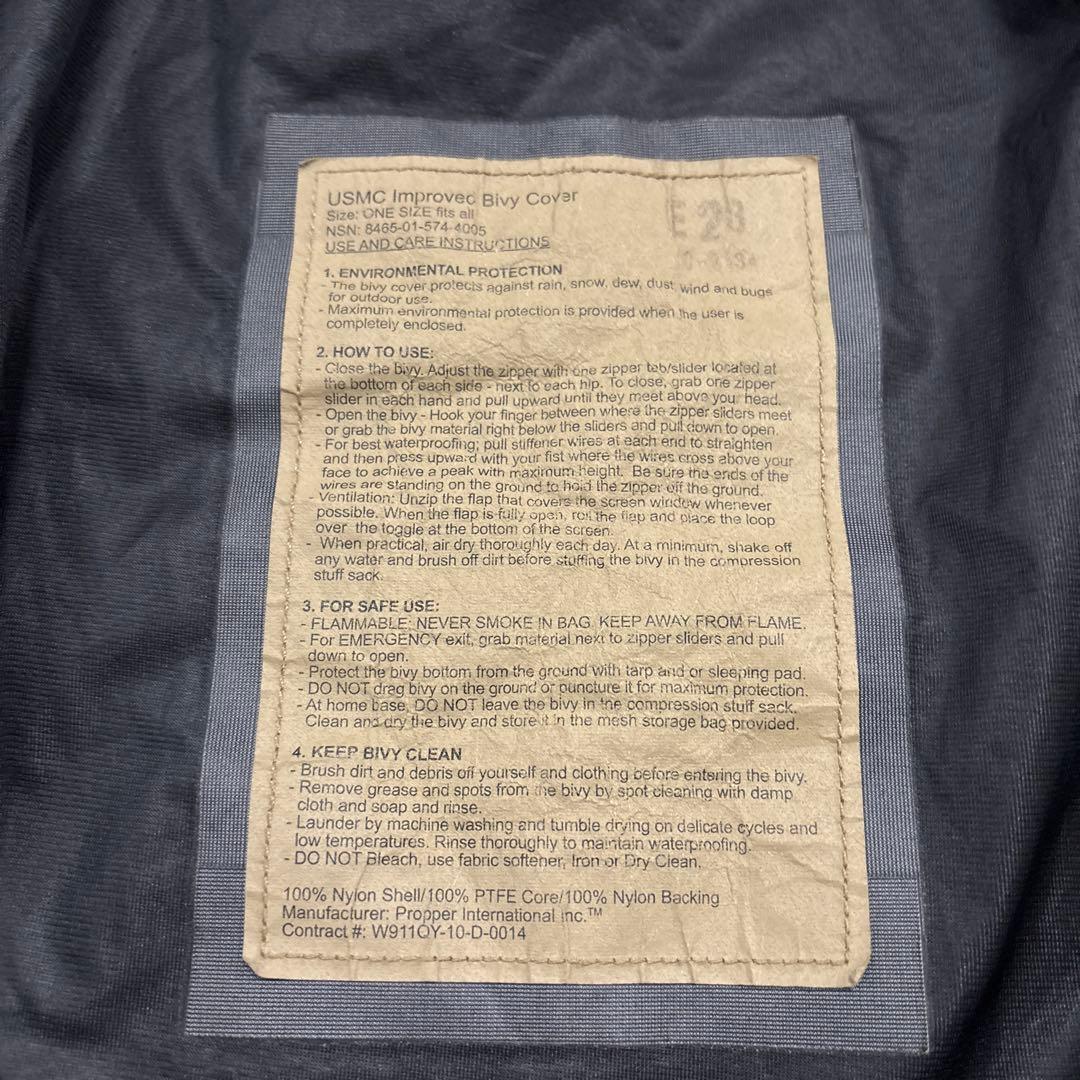 USMC Improved Bivy Cover
Size: ONE SIZE fits all
NSN: 8465-01-574-4005
USE AND CARE INSTRUCTIONS
E 28
1. ENVIRONMENTAL PROTECTION
- The bivy cover protects against rain, snow, dew, dust, wind and bugs
for outdoor use.
- Maximum environmental protection is provided when the user is
completely enclosed.
2. HOW TO USE:
- Close the bivy. Adjust the zipper with one zipper tab/slider located at
the bottom of each side - next to each hip. To close, grab one zipper
slider in each hand and pull upward until they meet above your head.
- Open the bivy - Hook your finger between where the zipper sliders meet
or grab the bivy material right below the sliders and pull down to open.
- For best waterproofing; pull stiffener wires at each end to straighten
and then press upward with your fist where the wires cross above your
face to achieve a peak with maximum height. Be sure the ends of the
wires are standing on the ground to hold the zipper off the ground.
- Ventilation: Unzip the flap that covers the screen window whenever
possible. When the flap is fully open, roll the flap and place the loop
over the toggle at the bottom of the screen.
- When practical, air dry thoroughly each day. At a minimum, shake off
any water and brush off dirt before stuffing the bivy in the compression
stuff sack.
3. FOR SAFE USE:
- FLAMMABLE: NEVER SMOKE IN BAG. KEEP AWAY FROM FLAME.
- For EMERGENCY exit, grab material next to zipper sliders and pull
down to open.
- Protect the bivy bottom from the ground with tarp and or sleeping pad.
- DO NOT drag bivy on the ground or puncture it for maximum protection.
- At home base, DO NOT leave the bivy in the compression stuff sack.
Clean and dry the bivy and store it in the mesh storage bag provided.
4. KEEP BIVY CLEAN
- Brush dirt and debris off yourself and clothing before entering the bivy.
- Remove grease and spots from the bivy by spot cleaning with damp
cloth and soap and rinse.
- Launder by machine washing and tumble drying on delicate cycles and
low temperatures. Rinse thoroughly to maintain waterproofing.
- DO NOT Bleach, use fabric softener, Iron or Dry Clean.
100% Nylon Shell/100% PTFE Core/100% Nylon Backing
Manufacturer: Propper International Inc.™
Contract #: W911QY-10-D-0014